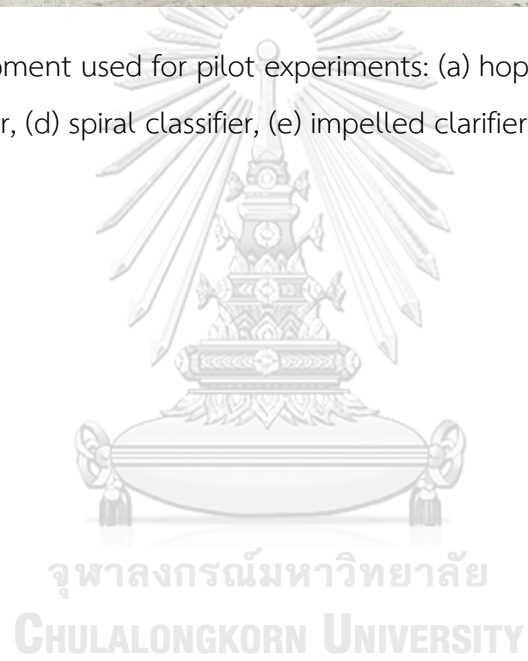 pment used for pilot experiments: (a) hop
r, (d) spiral classifier, (e) impelled clarifier
จุฬาลงกรณ์มหาวิทยาลัย
CHULALONGKORN UNIVERSITY